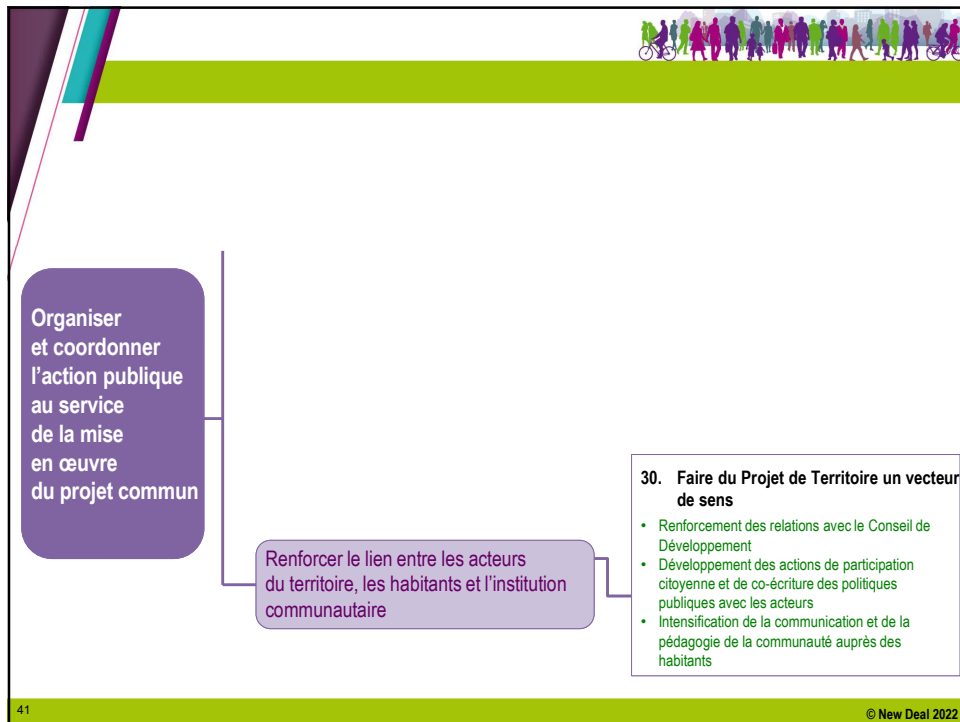 Organiser
et coordonner
l’action publique
au service
de la mise
en œuvre
du projet commun
Renforcer le lien entre les acteurs
du territoire, les habitants et l’institution
communautaire
30. Faire du Projet de Territoire un vecteur
de sens
• Renforcement des relations avec le Conseil de
Développement
• Développement des actions de participation
citoyenne et de co-écriture des politiques
publiques avec les acteurs
• Intensification de la communication et de la
pédagogie de la communauté auprès des
habitants
41
© New Deal 2022